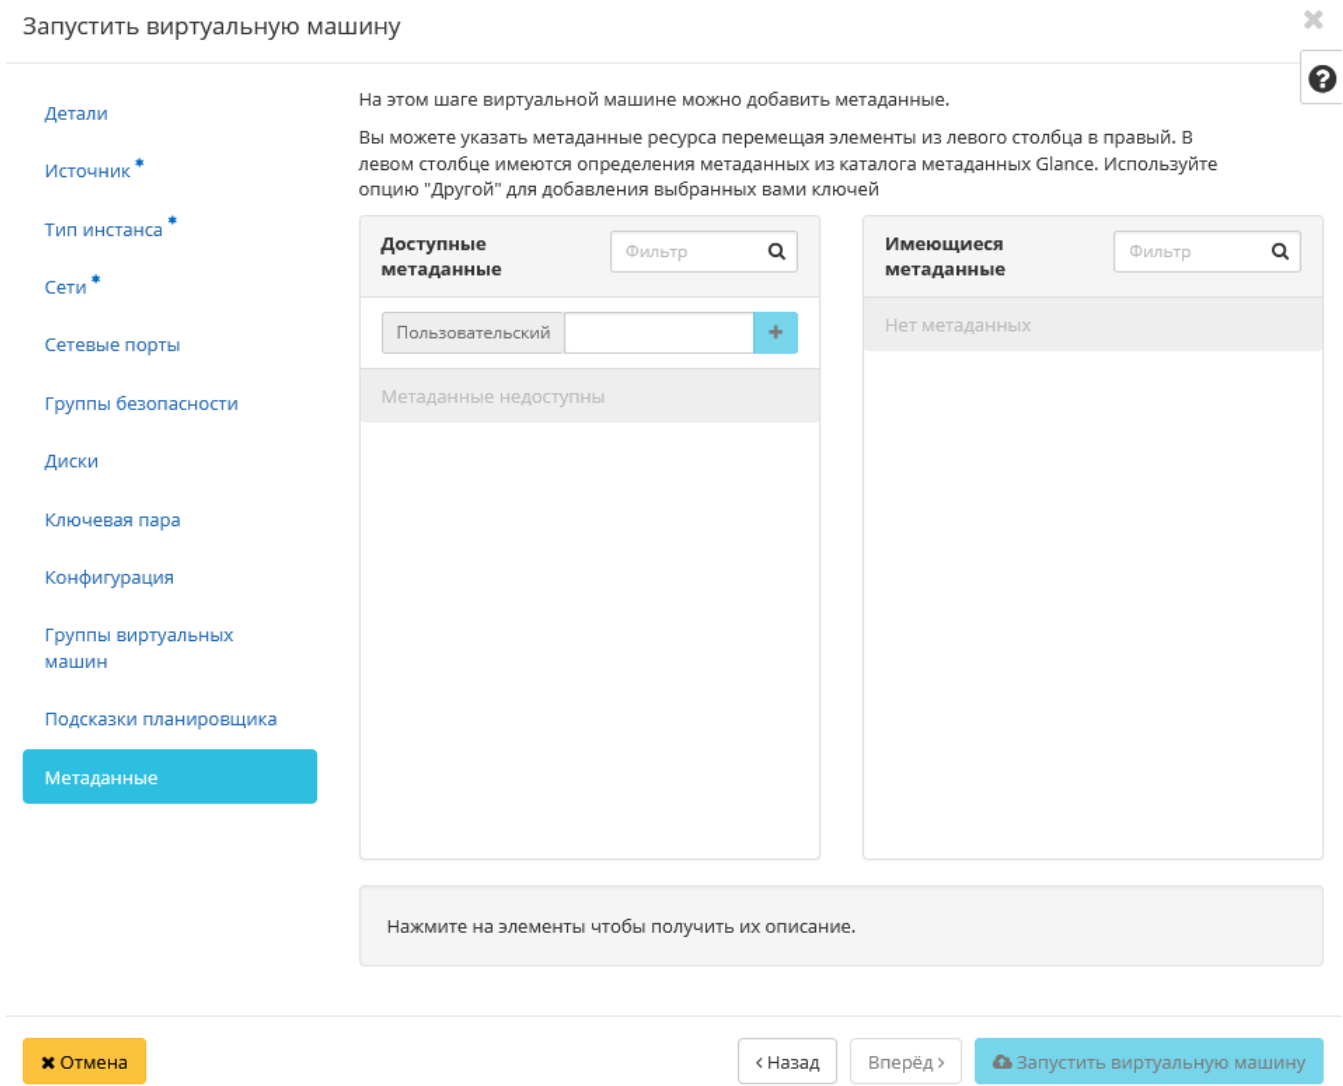 Запустить виртуальную машину
Детали
Источник *
Тип инстанса *
Сети *
Сетевые порты
Группы безопасности
Диски
Ключевая пара
Конфигурация
Группы виртуальных
машин
Подсказки планировщика
Метаданные
На этом шаге виртуальной машине можно добавить метаданные.
Вы можете указать метаданные ресурса перемещая элементы из левого столбца в правый. В
левом столбце имеются определения метаданных из каталога метаданных Glance. Используйте
опцию "Другой" для добавления выбранных вами ключей
Доступные
метаданные
Фильтр
Пользовательский
+
Метаданные недоступны
Имеющиеся
метаданные
Фильтр
Нет метаданных
Нажмите на элементы чтобы получить их описание.
✖ Отмена
< Назад
Вперёд >
Запустить виртуальную машину